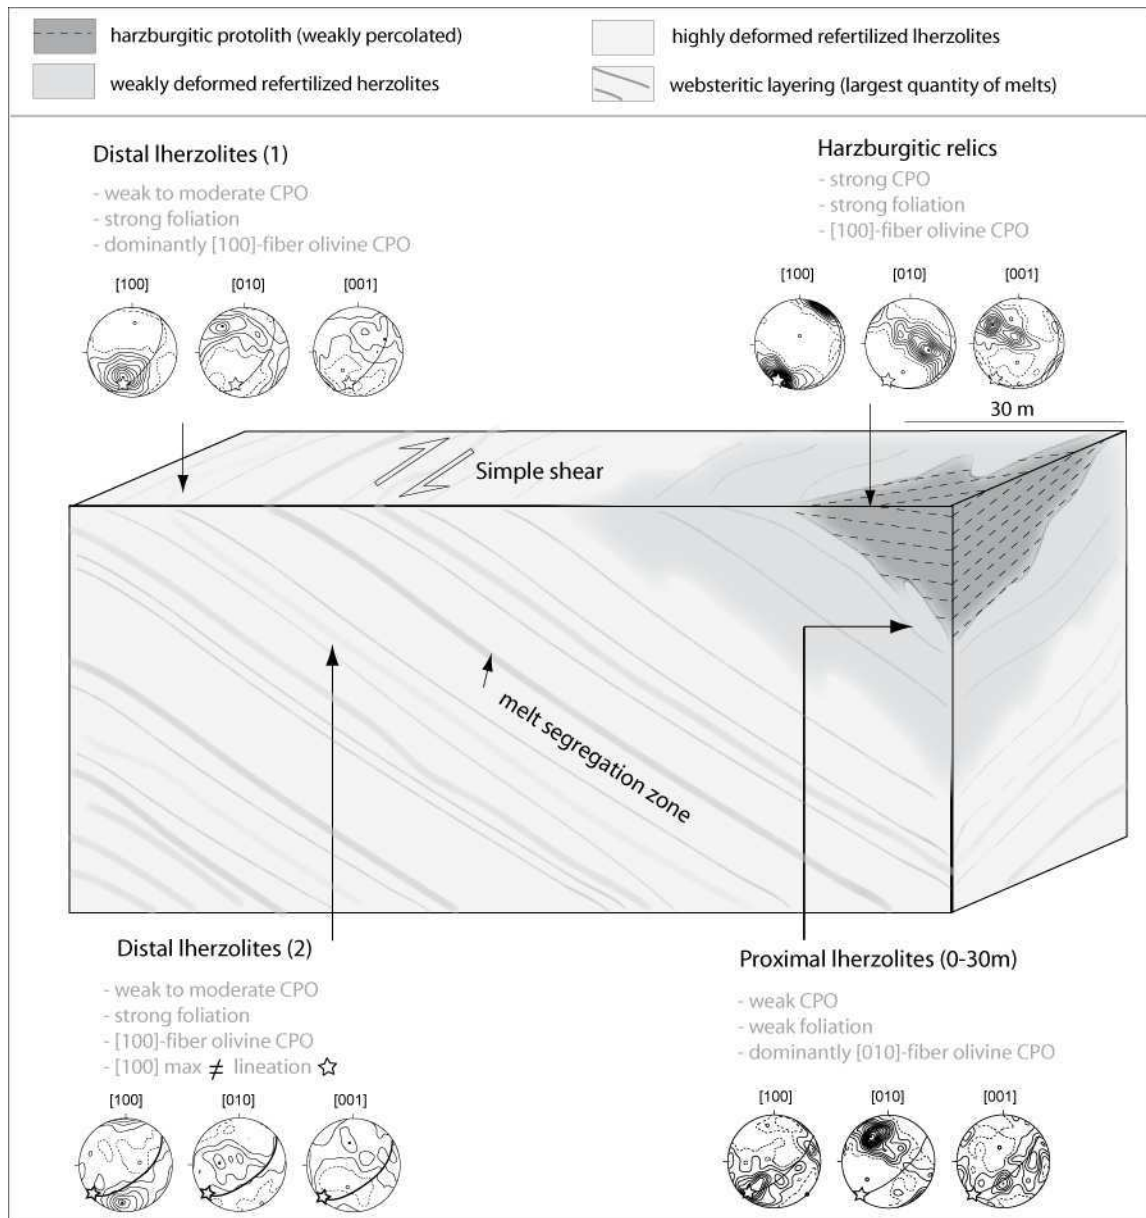 harzburgitic protolith (weakly percolated)
highly deformed refertilized lherzolites
weakly deformed refertilized herzolites
websteritic layering (largest quantity of melts)
Distal lherzolites (1)
- weak to moderate CPO
- strong foliation
- dominantly [100]-fiber olivine CPO
[100] [010] [001]
Harzburgitic relics
- strong CPO
- strong foliation
- [100]-fiber olivine CPO
[100] [010] [001]
30 m
Simple shear
melt segregation zone
Distal lherzolites (2)
- weak to moderate CPO
- strong foliation
- [100]-fiber olivine CPO
- [100] max ≠ lineation ☆
[100] [010] [001]
Proximal lherzolites (0-30m)
- weak CPO
- weak foliation
- dominantly [010]-fiber olivine CPO
[100] [010] [001]